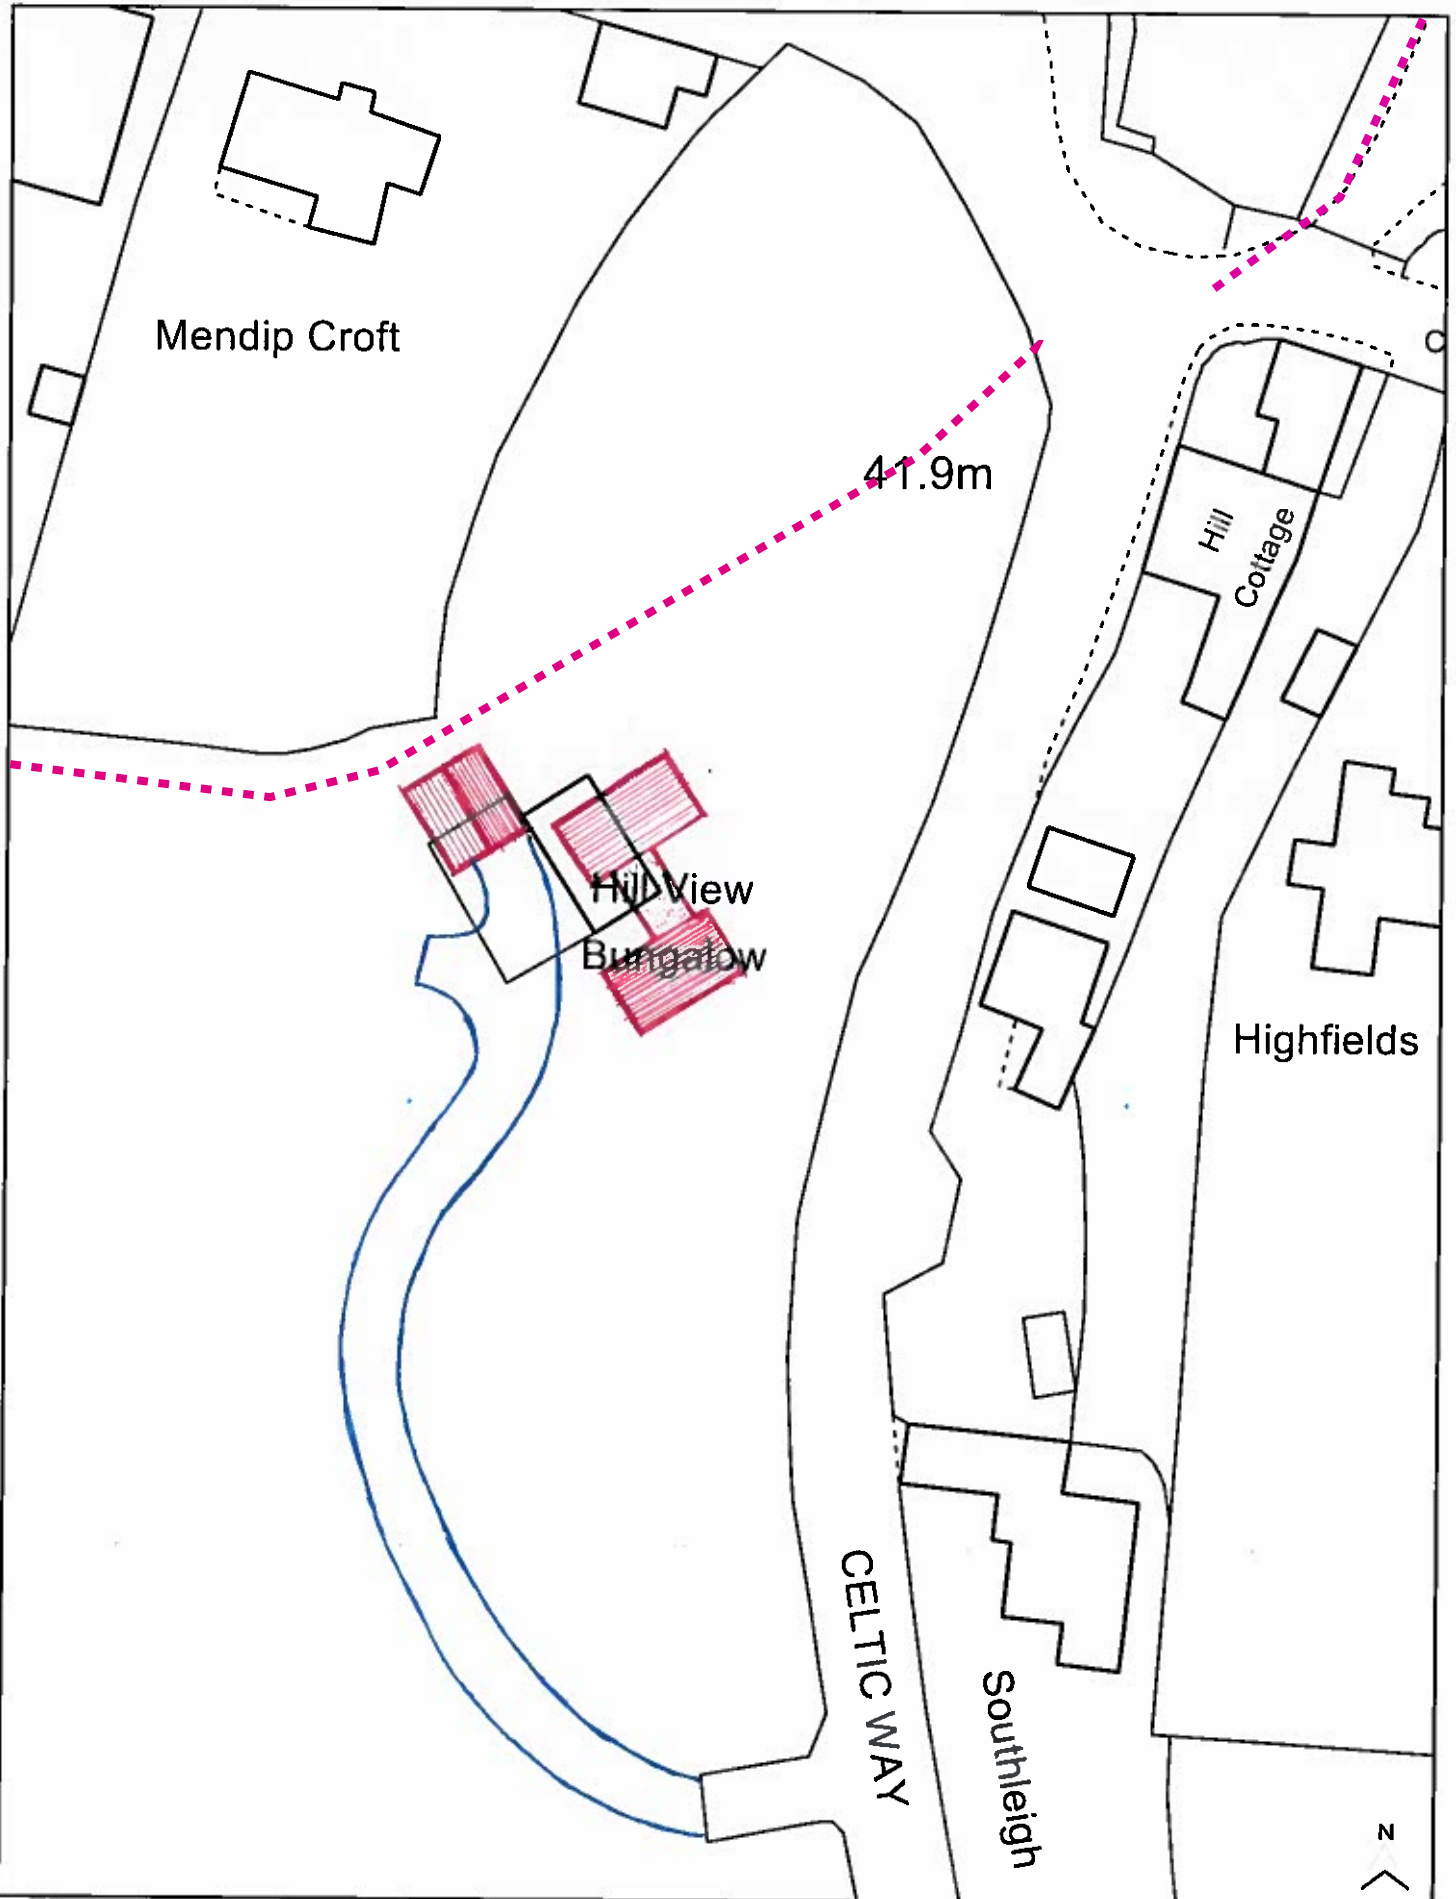 Mendip Croft
C
41.9m
Hill
Cottage
Hill View
Bungalow
Highfields
CELTIC WAY
Southleigh
N